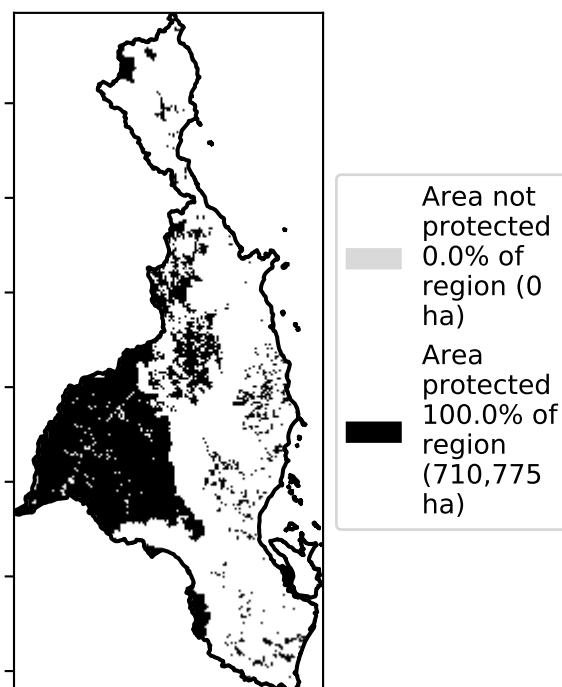 Area not
protected
0.0% of
region (0
ha)
Area
protected
100.0% of
region
(710,775
ha)